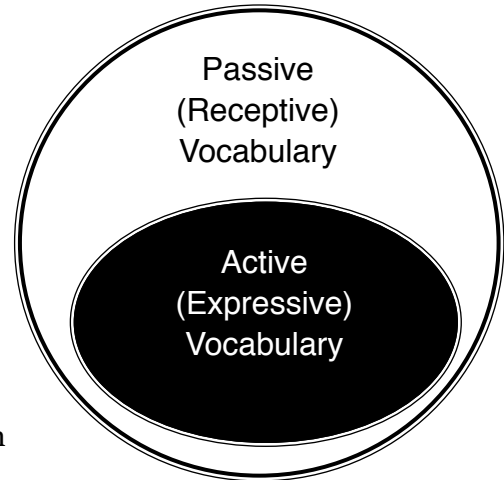 Passive
(Receptive)
Vocabulary
Active
(Expressive)
Vocabulary
n